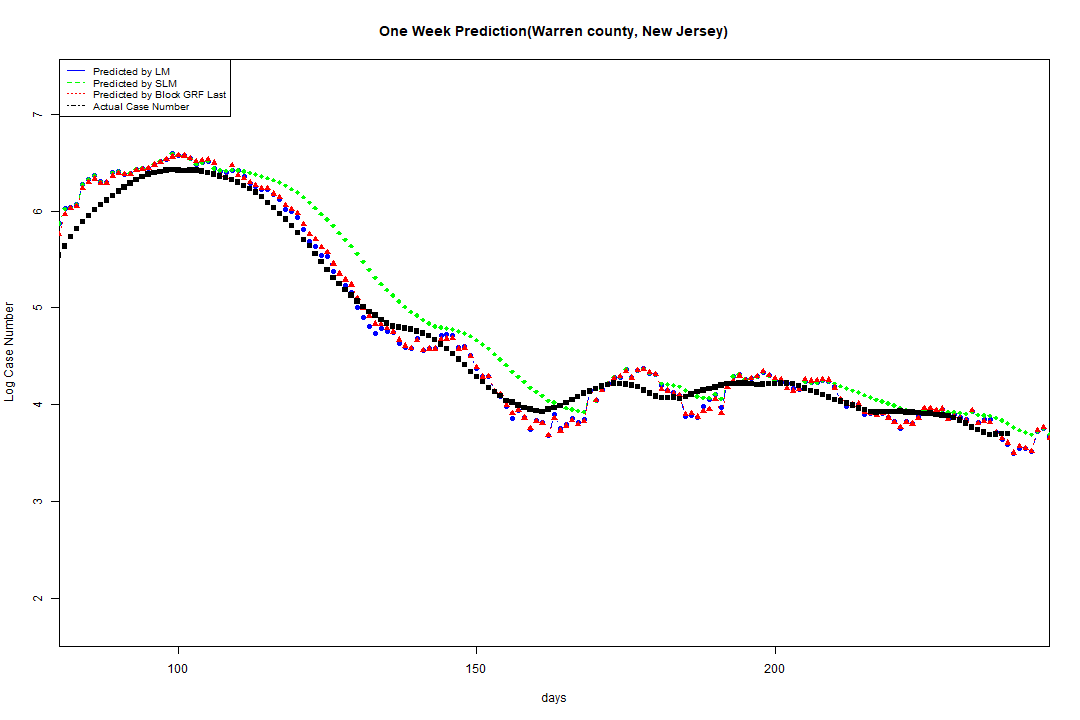 One Week Prediction(Warren county, New Jersey)
Predicted by LM
Predicted by SLM
Predicted by Block GRF Last
Actual Case Number
7
6
5
4
3
2
Log Case Number
100 150 200
days